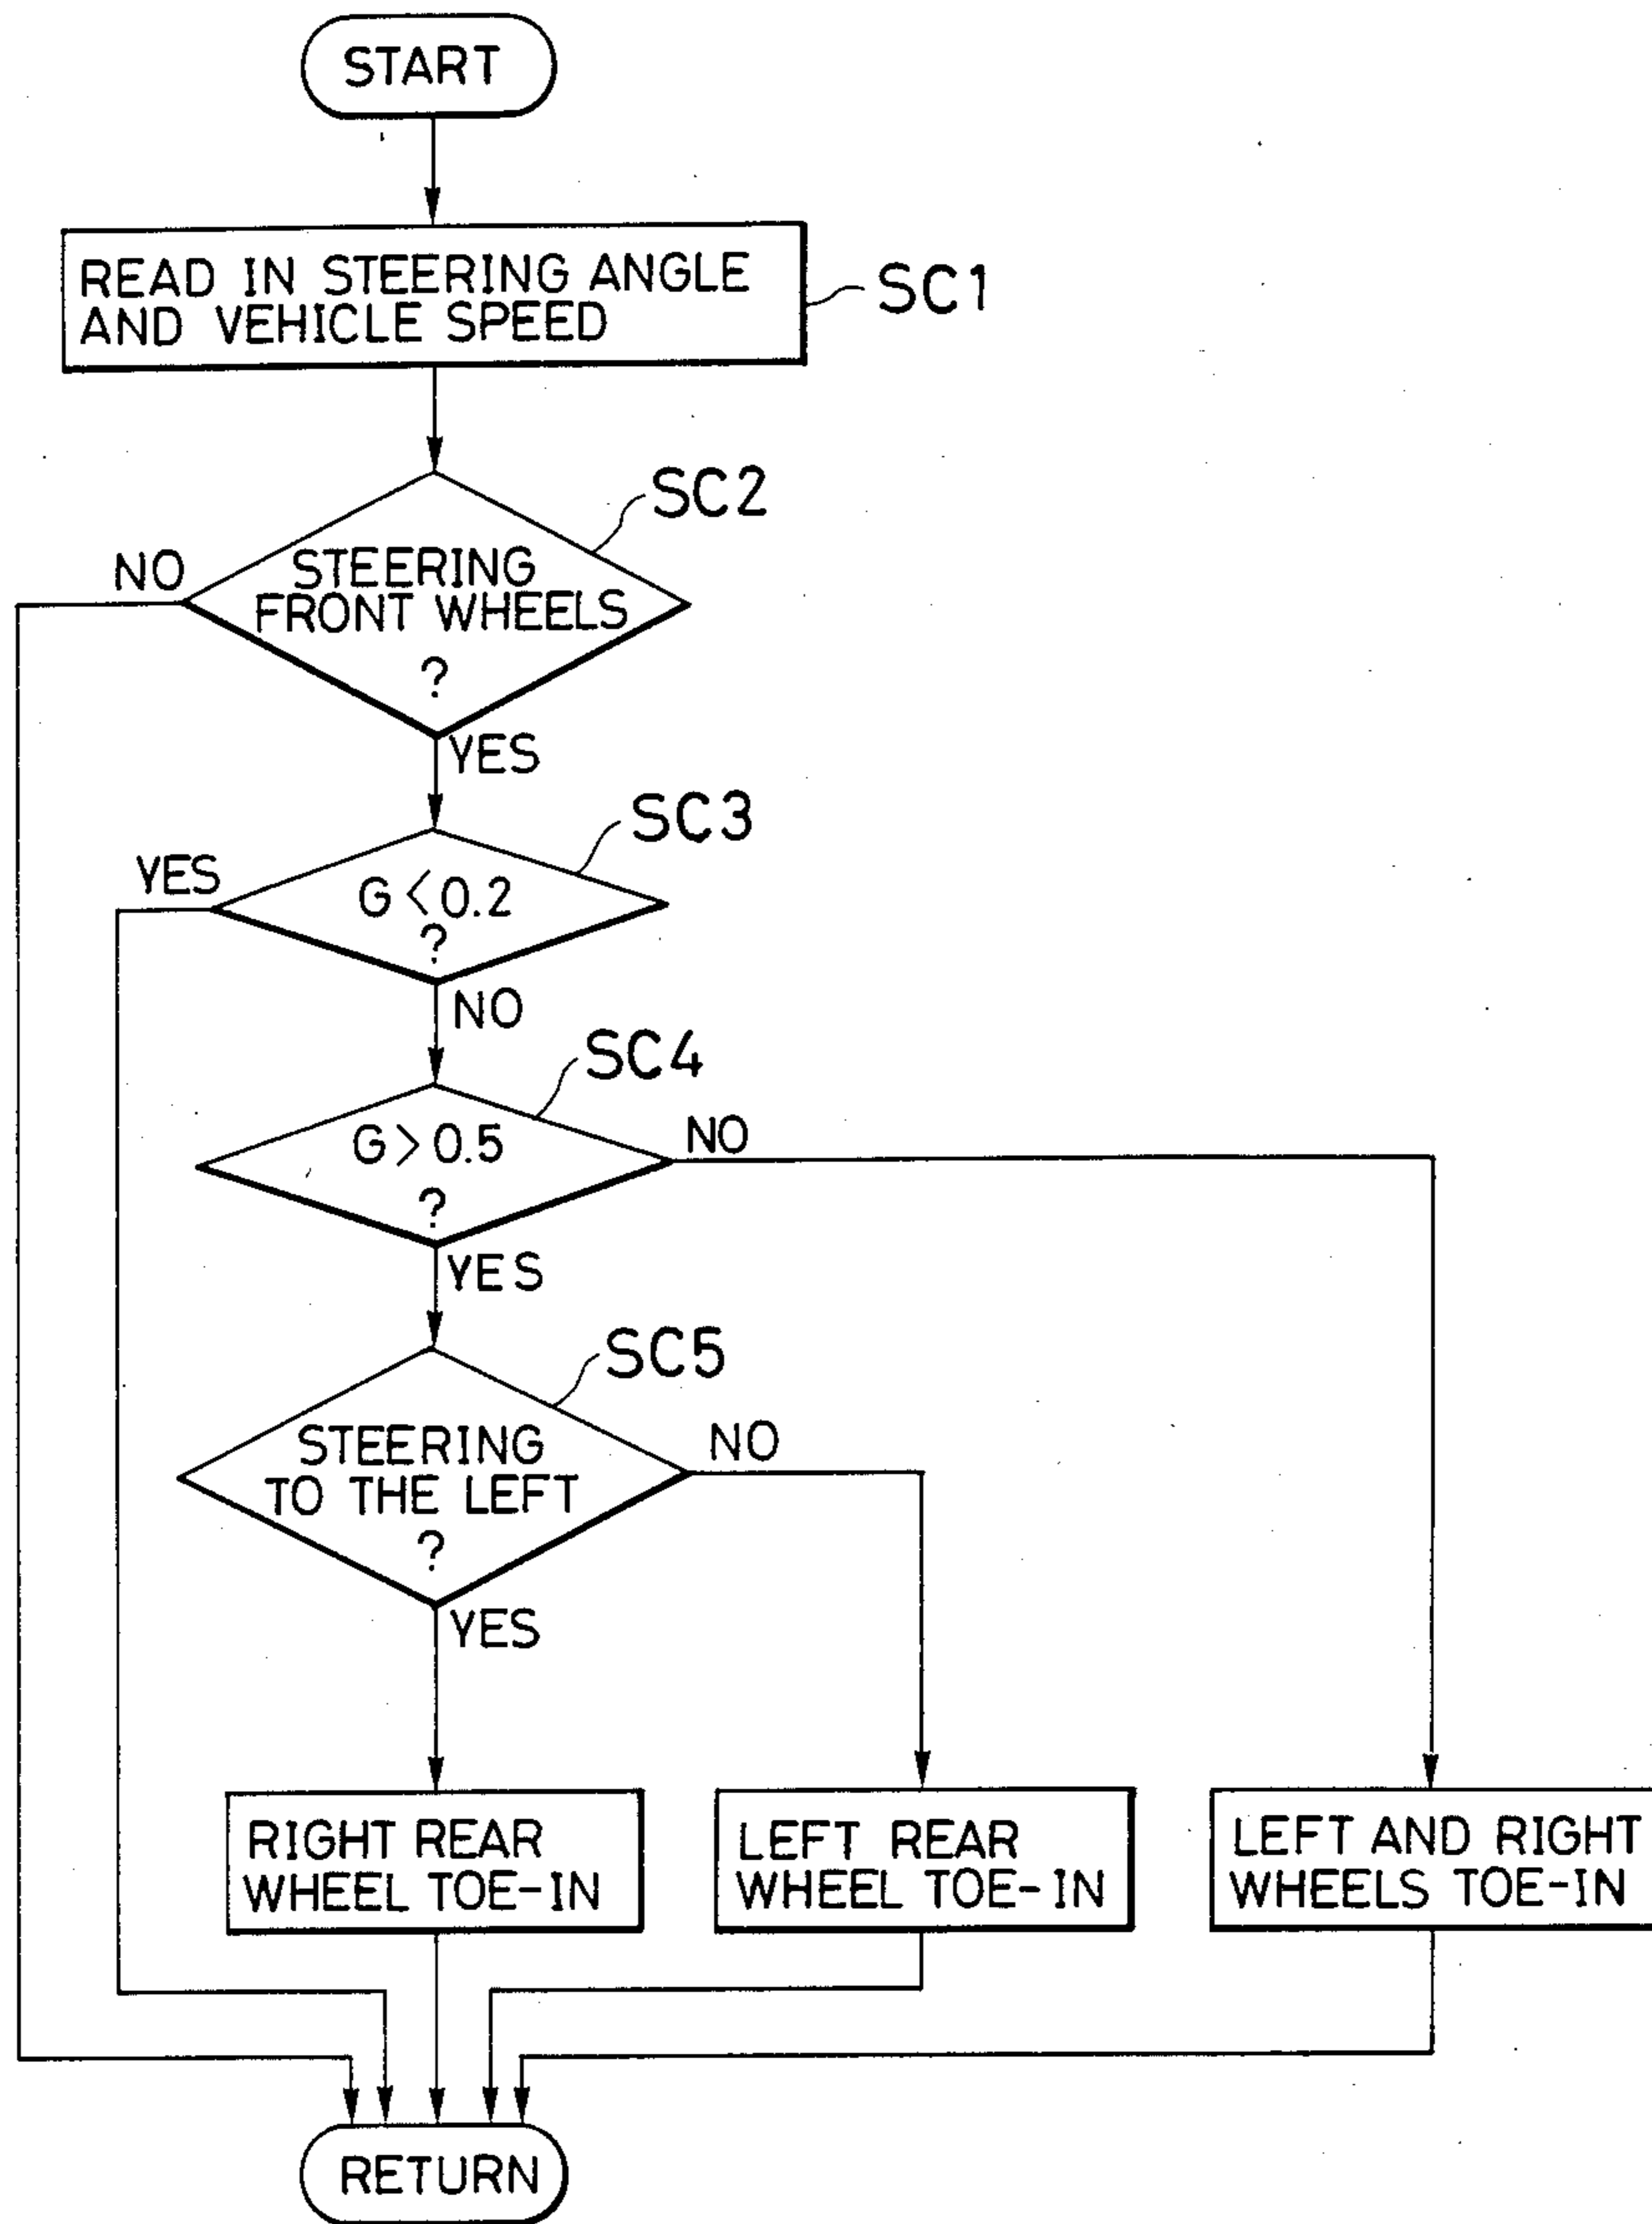 START
READ IN STEERING ANGLE
AND VEHICLE SPEED
SC1
SC2
NO
STEERING
FRONT WHEELS
?
YES
SC3
YES
G<0.2
?
NO
SC4
G>0.5
NO
?
YES
SC5
STEERING
NO
TO THE LEFT
?
YES
RIGHT REAR
WHEEL TOE-IN
LEFT REAR
WHEEL TOE-IN
LEFT AND RIGHT
WHEELS TOE-IN
RETURN